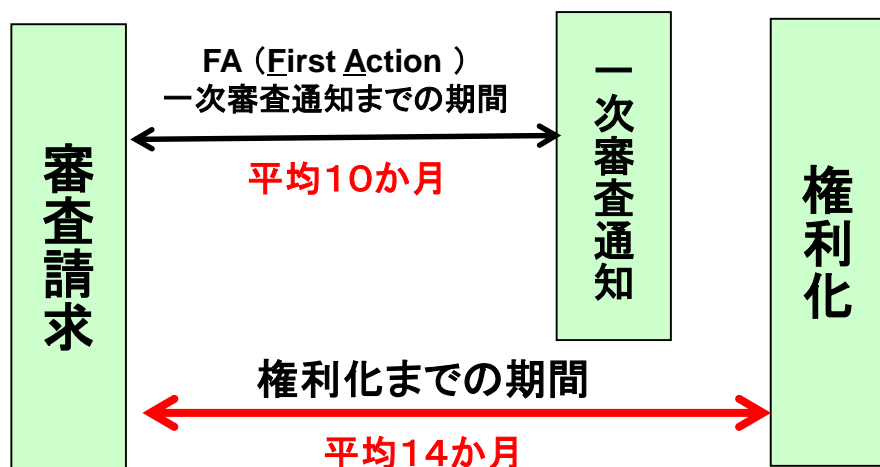 審査請求
FA（First Action ）
一次審査通知までの期間
平均１０か月
一次審査通知
権利化
権利化までの期間
平均１４か月